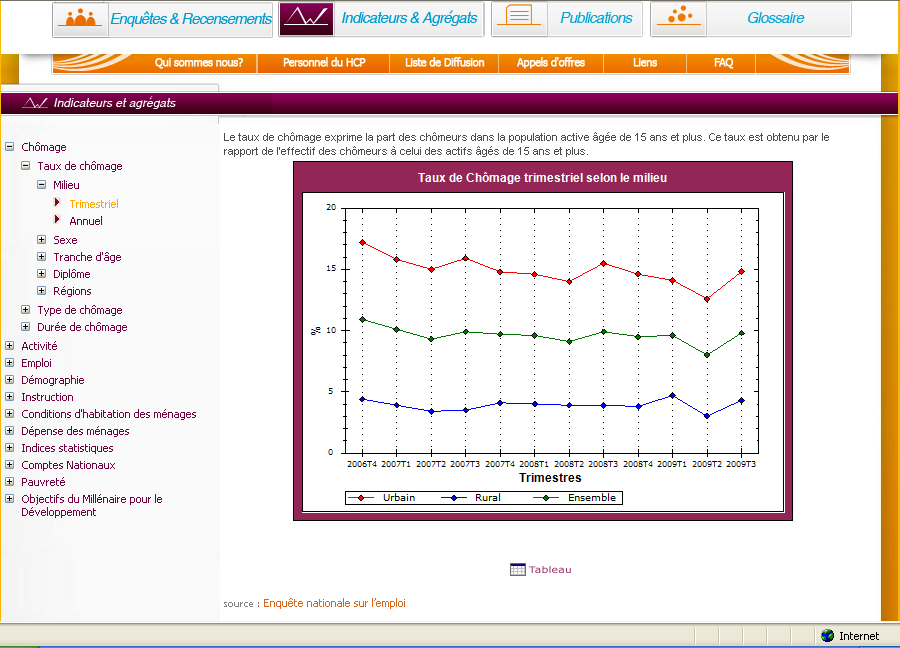 Enquêtes & Recensements
Indicateurs & Agrégats
Publications
Glossaire
Qui sommes nous?
Personnel du HCP
Liste de Diffusion
Appels d'offres
Liens
FAQ
Indicateurs et agrégats
Chômage
Taux de chômage
Milieu
Trimestriel
Annuel
Sexe
Tranche d'âge
Diplôme
Régions
Type de chômage
Durée de chômage
Activité
Emploi
Démographie
Instruction
Conditions d'habitation des ménages
Dépense des ménages
Indices statistiques
Comptes Nationaux
Pauvreté
Objectifs du Millénaire pour le
Développement
Le taux de chômage exprime la part des chômeurs dans la population active âgée de 15 ans et plus. Ce taux est obtenu par le
rapport de l'effectif des chômeurs à celui des actifs âgés de 15 ans et plus.
Taux de Chômage trimestriel selon le milieu
20
15
10
5
0
%
2006T4 2007T1 2007T2 2007T3 2007T4 2008T1 2008T2 2008T3 2008T4 2009T1 2009T2 2009T3
Trimestres
Urbain Rural Ensemble
Tableau
source : Enquête nationale sur l'emploi
Internet